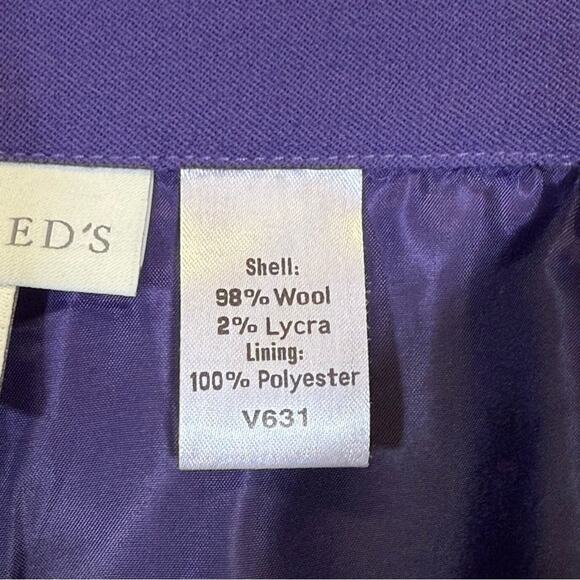 ED'S
Shell:
98% Wool
2% Lycra
Lining:
100% Polyester
V631